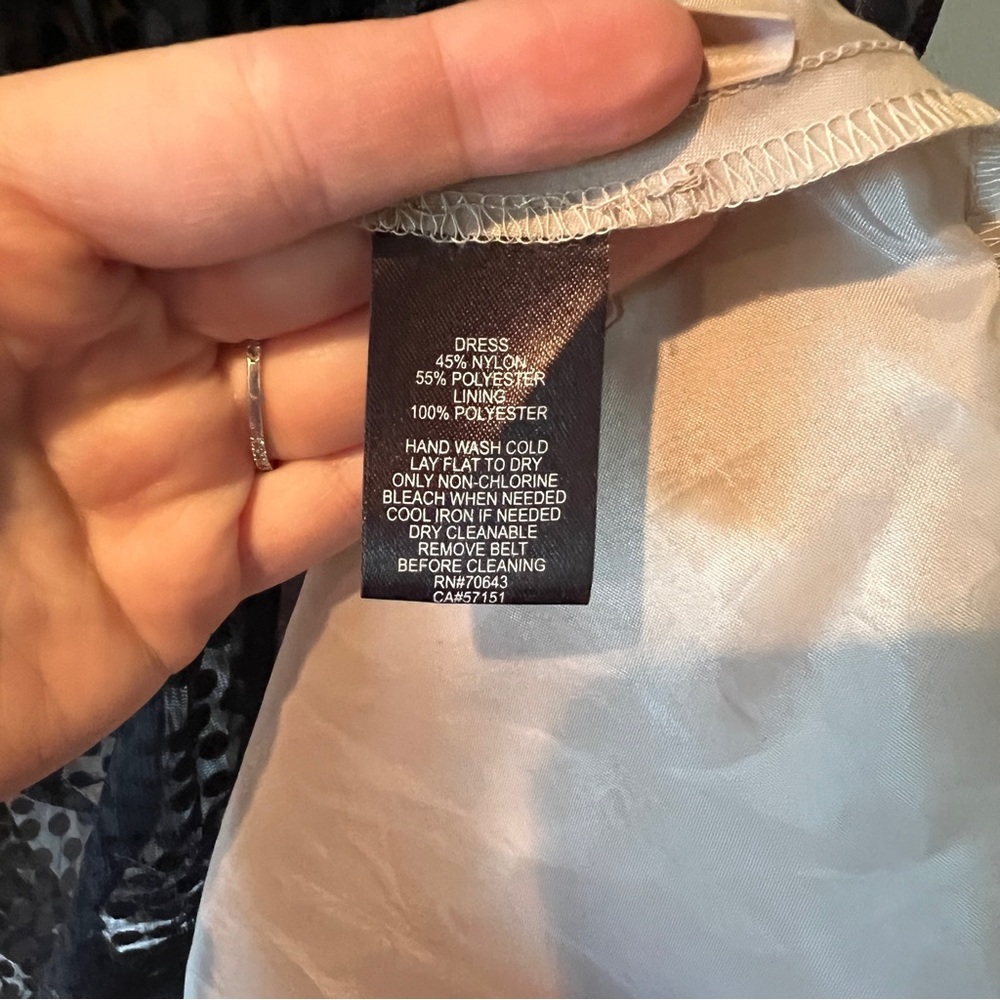 DRESS
45% NYLON
55% POLYESTER
LINING
100% POLYESTER
HAND WASH COLD
LAY FLAT TO DRY
ONLY NON-CHLORINE
BLEACH WHEN NEEDED
COOL IRON IF NEEDED
DRY CLEANABLE
REMOVE BELT
BEFORE CLEANING
RN#70643
CA#57151